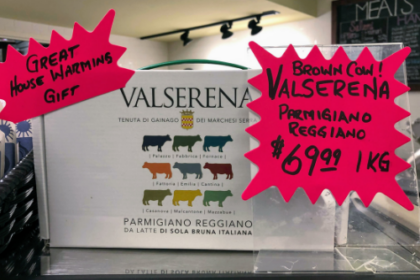 MEATS
GREAT
HOUSE WARMING
GIFT
BROWN COW!
VALSERENA
PARMIGIANO
REGGIANO
$69.99 1KG
VALSERENA
TENUTA DI GAINAGO DEI MARCHESI SER
PARMIGIANO REGGIANO
DA LATTE DI SOLA BRUNA ITALIANA